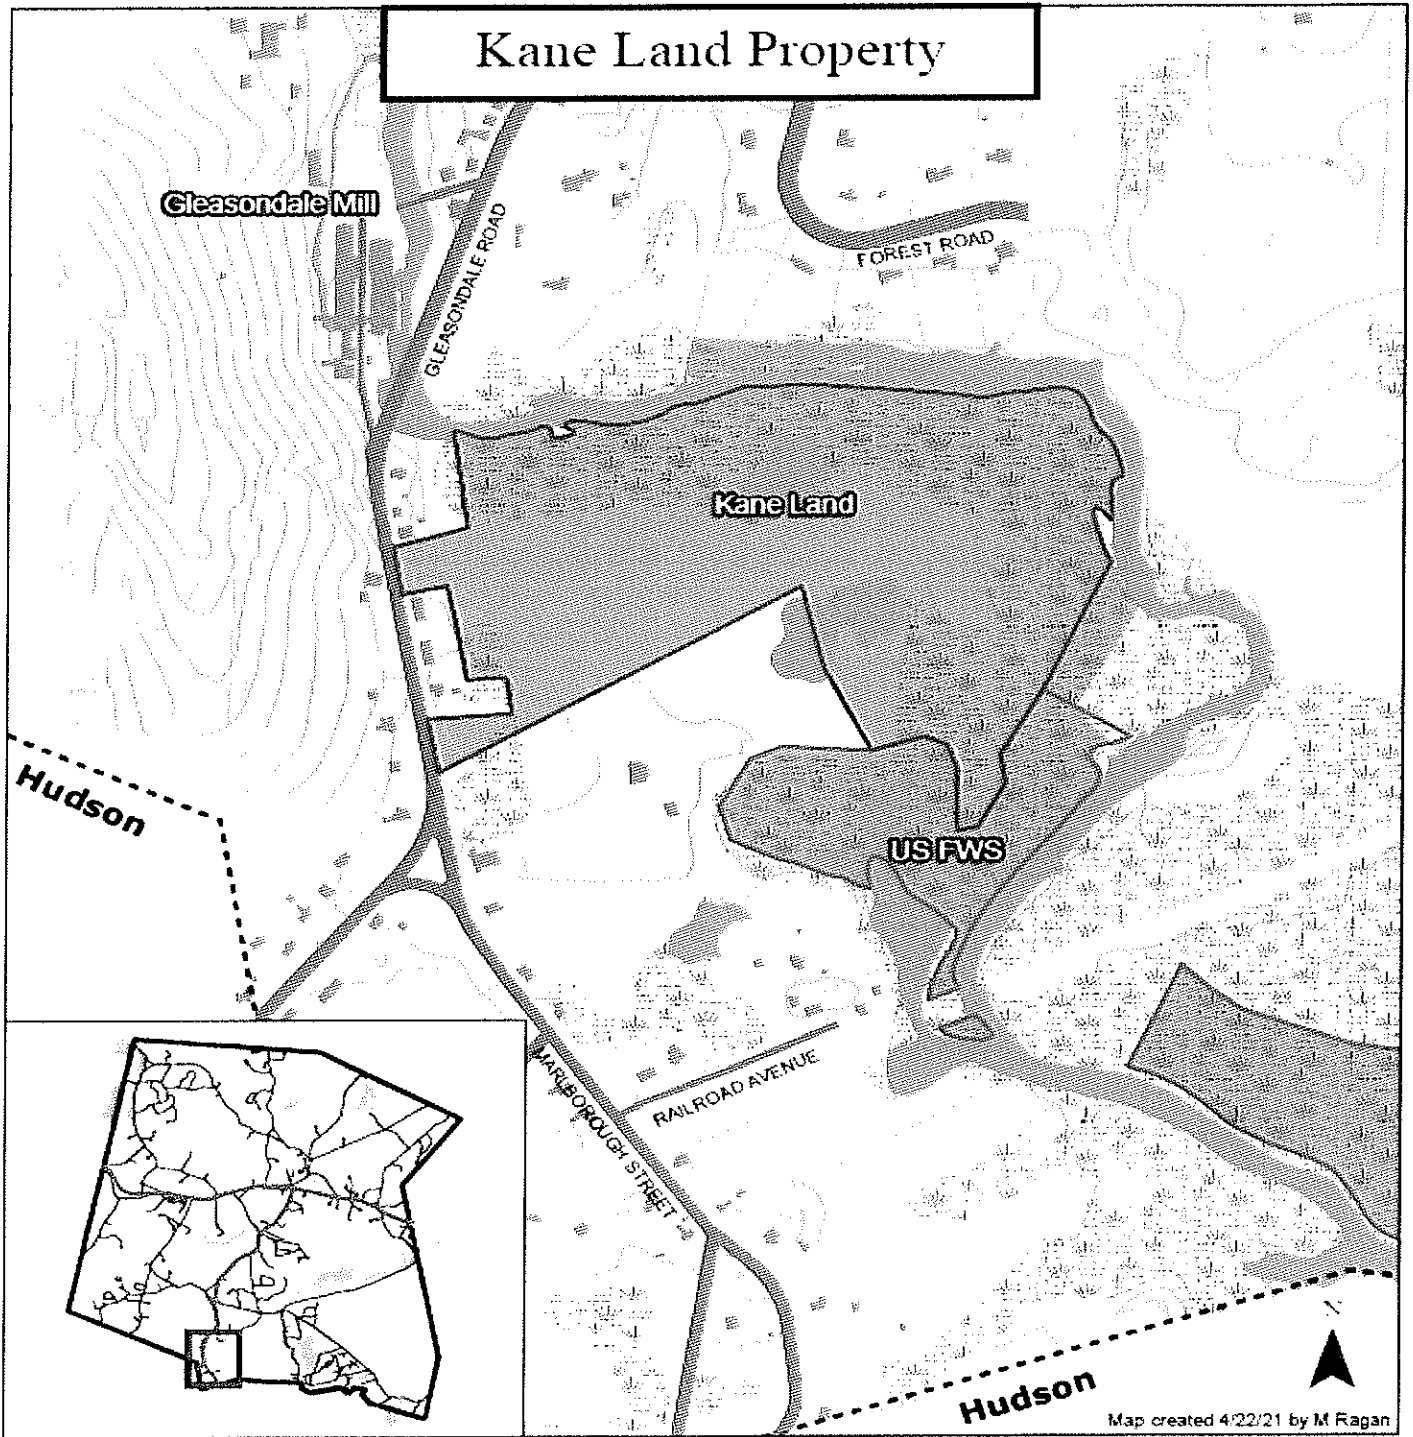 Kane Land Property
Gleasondale Mill
GLEASONDALE ROAD
FOREST ROAD
Kane Land
Hudson
US FWS
MARLBOROUGH STREET
RAILROAD AVENUE
N
Hudson
Map created 4/22/21 by M Ragan